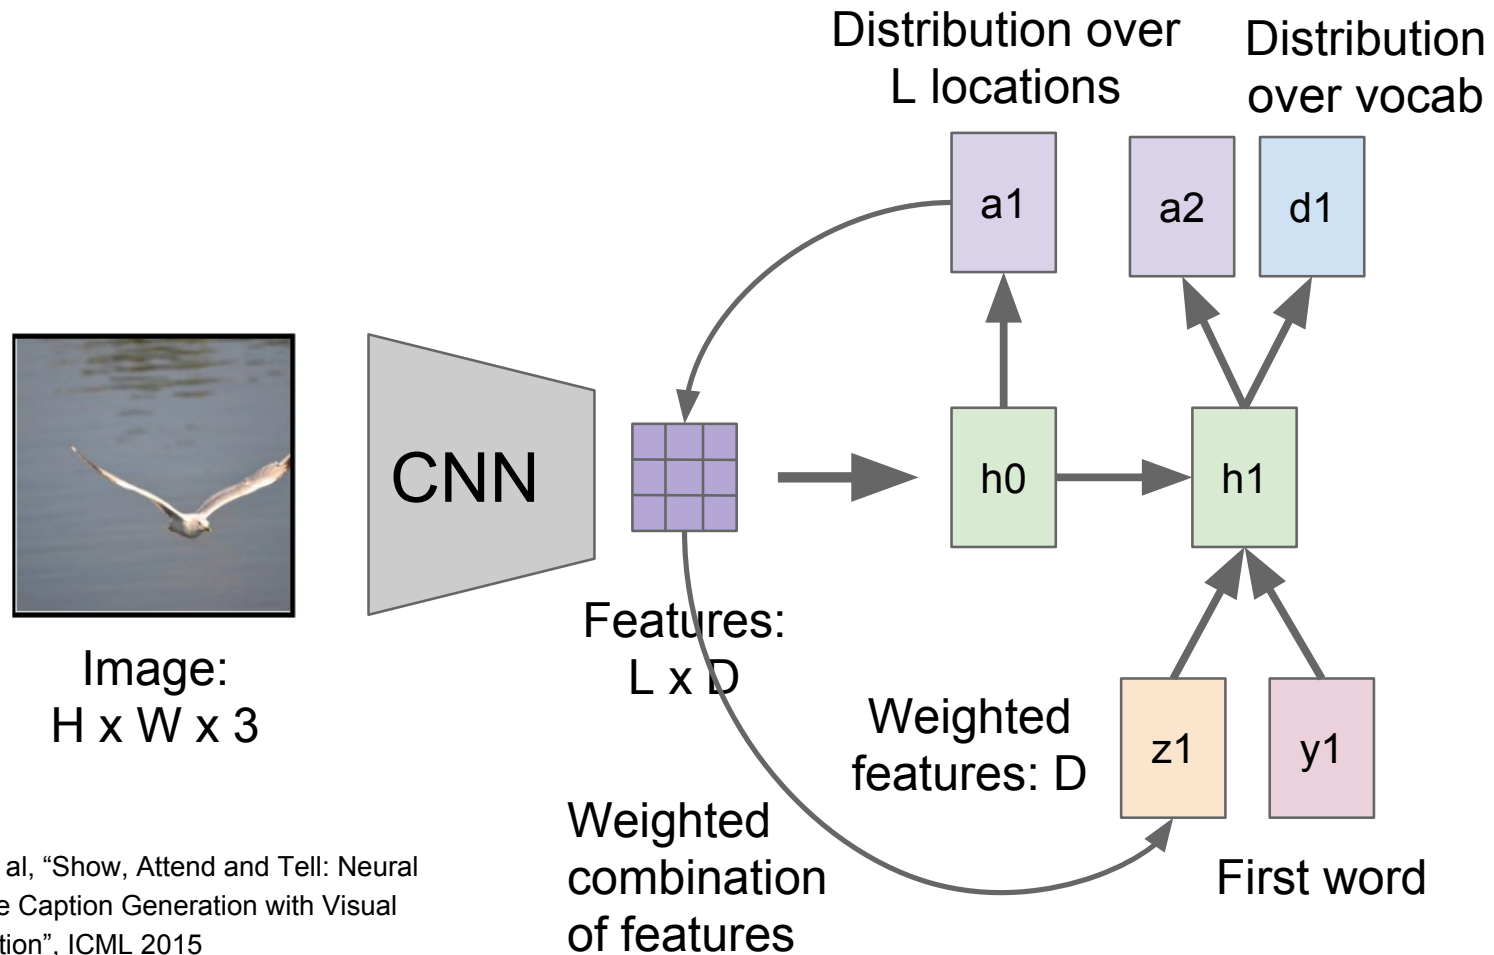 Distribution over
L locations
Distribution
over vocab
a1
a2
d1
CNN
h0
h1
Features:
L x D
Image:
H x W x 3
Weighted
features: D
z1
y1
First word
Weighted
combination
of features
al, “Show, Attend and Tell: Neural
Caption Generation with Visual
ICML 2015